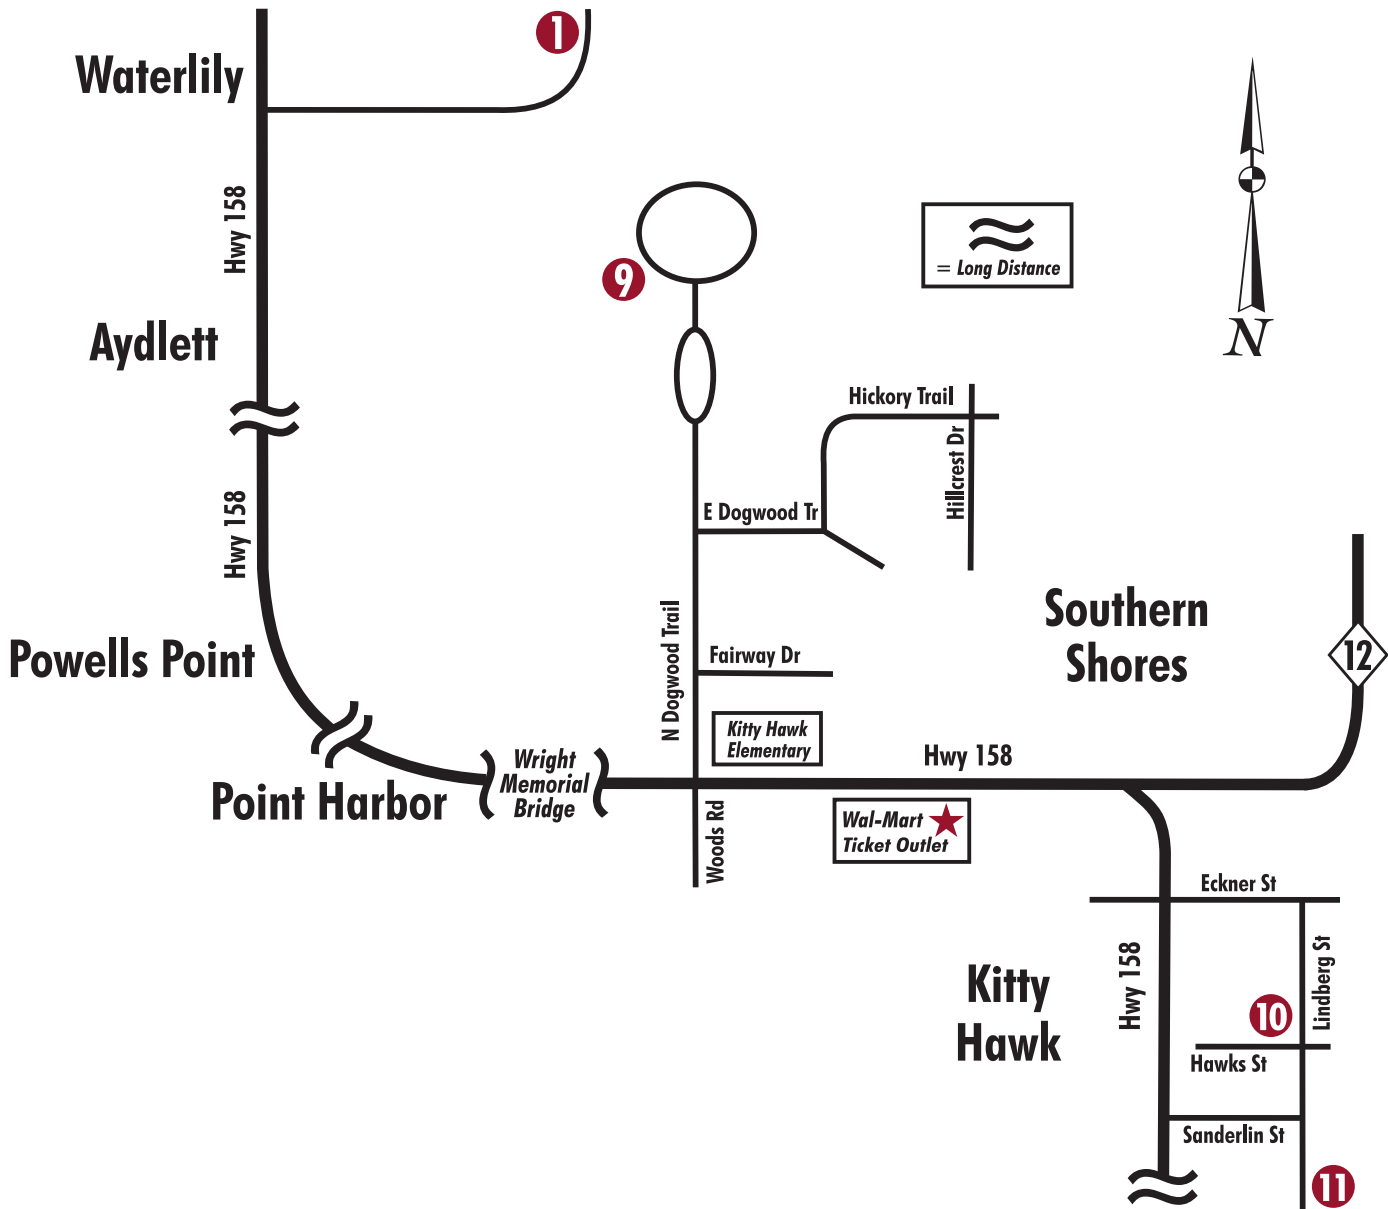 1
Waterlily
Hwy 158
9
= Long Distance
N
Aydlett
Hickory Trail
Hillcrest Dr
Hwy 158
E Dogwood Tr
Southern
Shores
12
N Dogwood Trail
Fairway Dr
Powells Point
Kitty Hawk
Elementary
Hwy 158
Wright
Memorial
Bridge
Point Harbor
Woods Rd
Wal-Mart
Ticket Outlet
Eckner St
Hwy 158
Lindberg St
Kitty
Hawk
10
Hawks St
Sanderlin St
11